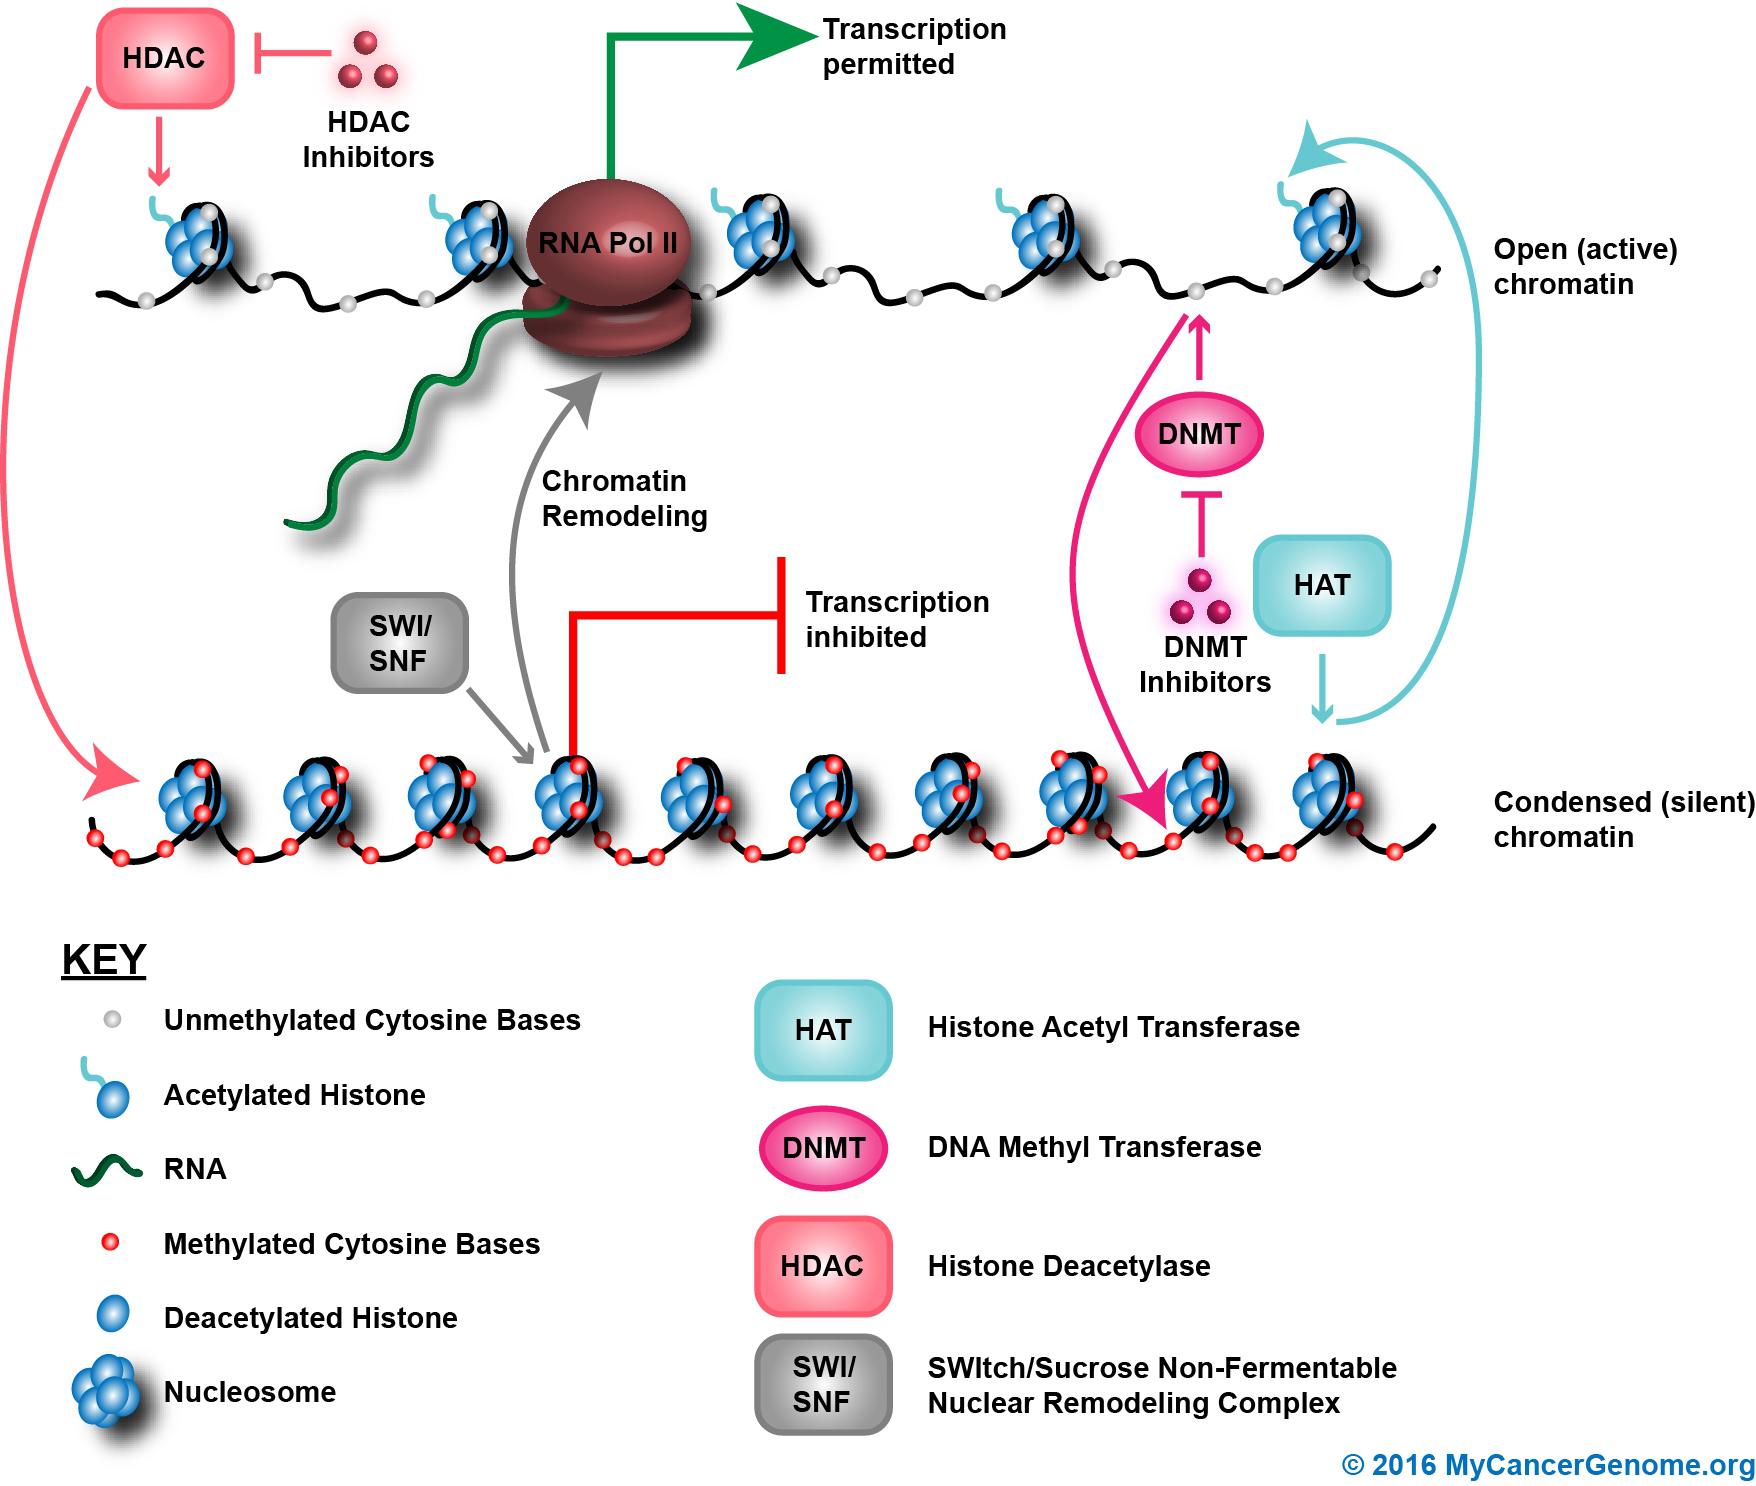 HDAC
HDAC
Inhibitors
Transcription
permitted
RNA Pol II
Open (active)
chromatin
DNMT
Chromatin
Remodeling
HAT
SWI/
SNF
Transcription
inhibited
DNMT
Inhibitors
Condensed (silent)
chromatin
KEY
Unmethylated Cytosine Bases
Acetylated Histone
RNA
Methylated Cytosine Bases
Deacetylated Histone
Nucleosome
HAT
Histone Acetyl Transferase
DNMT
DNA Methyl Transferase
HDAC
Histone Deacetylase
SWI/
SNF
SWItch/Sucrose Non-Fermentable
Nuclear Remodeling Complex
© 2016 MyCancerGenome.org